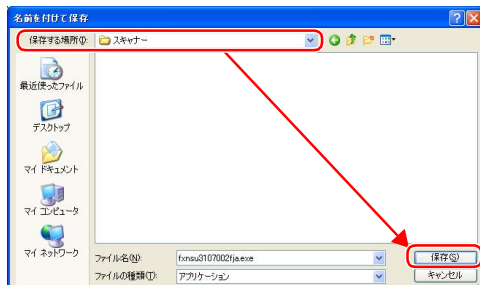 名前を付けて保存
保存する場所(I):
スキャナー
最近使ったファイル
デスクトップ
マイ ドキュメント
マイ コンピュータ
マイ ネットワーク
ファイル名(N):
fxnsu3107002fja.exe
保存(S)
ファイルの種類(T):
アプリケーション
キャンセル